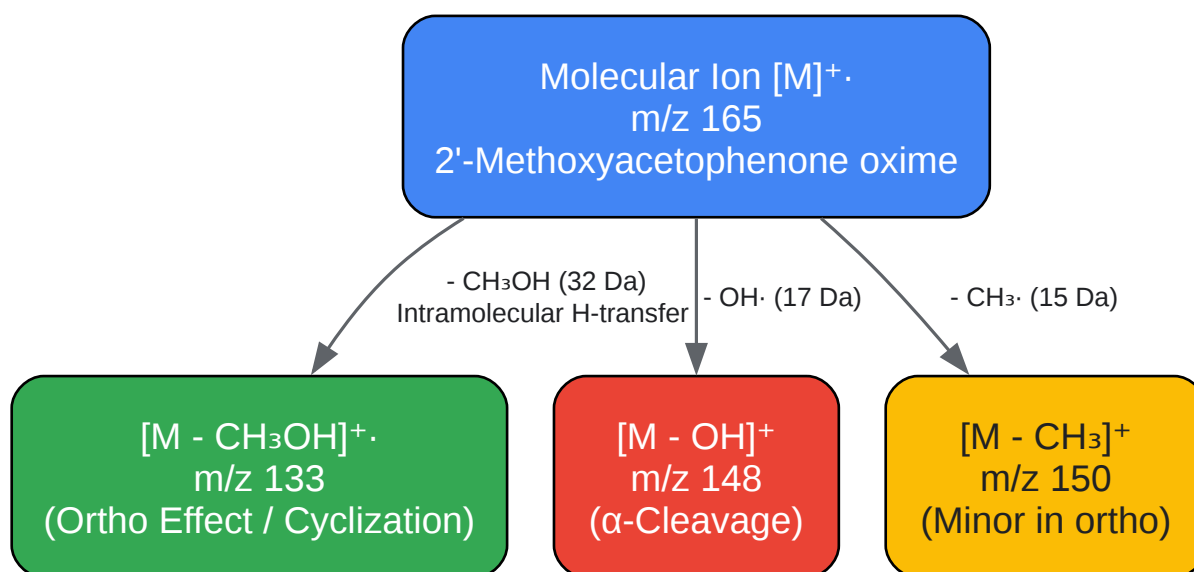 Molecular Ion [M]⁺·
m/z 165
2'-Methoxyacetophenone oxime
- CH₃OH (32 Da)
Intramolecular H-transfer
- OH· (17 Da)
- CH₃· (15 Da)
[M - CH₃OH]⁺·
m/z 133
(Ortho Effect / Cyclization)
[M - OH]⁺
m/z 148
(α-Cleavage)
[M - CH₃]⁺
m/z 150
(Minor in ortho)